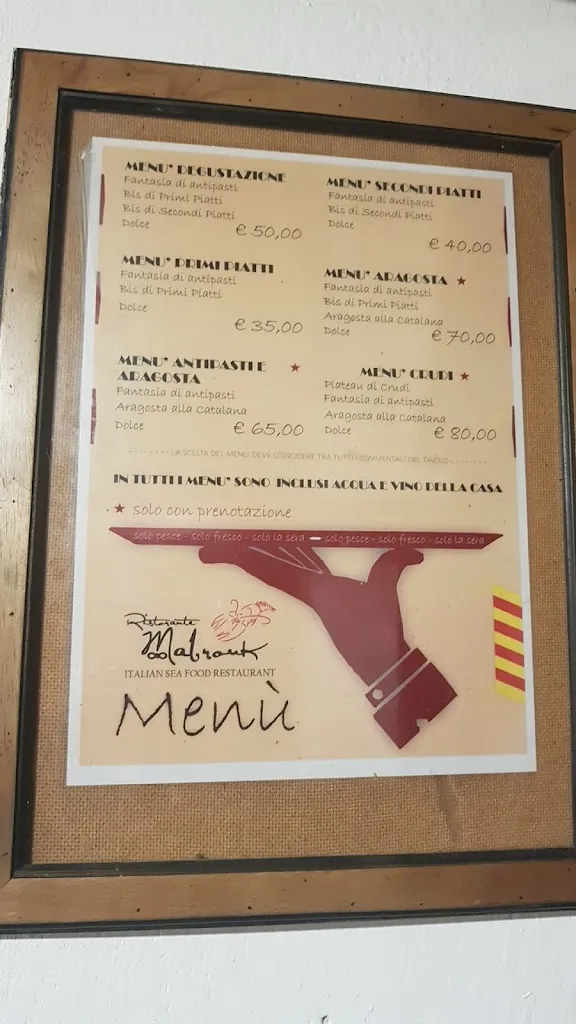 MENU' DEGUSTAZIONE
Fantasia di antipasti
Bis di Primi Piatti
Bis di Secondi Piatti
Dolce
€ 50,00
MENU' SECONDI PIATTI
Fantasia di antipasti
Bis di Secondi Piatti
Dolce
€ 40,00
MENU' PRIMI PIATTI
Fantasia di antipasti
Bis di Primi Piatti
Dolce
€ 35,00
MENU' ARAGOSTA ★
Fantasia di antipasti
Bis di Primi Piatti
Aragosta alla Catalana
Dolce
€ 70,00
MENU' ANTIPASTI E ★
ARAGOSTA
Fantasia di antipasti
Aragosta alla Catalana
Dolce
€ 65,00
MENU' CRUDI ★
Plateau di Crudi
Fantasia di antipasti
Aragosta alla Catalana
Dolce
€ 80,00
LA SCELTA DEL MENU' DEVE COINCIDERE TRA TUTTI I COMMENSALI DEL TAVOLO
IN TUTTI I MENU' SONO INCLUSI ACQUA E VINO DELLA CASA
★ solo con prenotazione
solo pesce - solo fresco - solo la sera - solo pesce - solo fresco - solo la sera
Ristorante
Mabrouk
ITALIAN SEA FOOD RESTAURANT
Menù